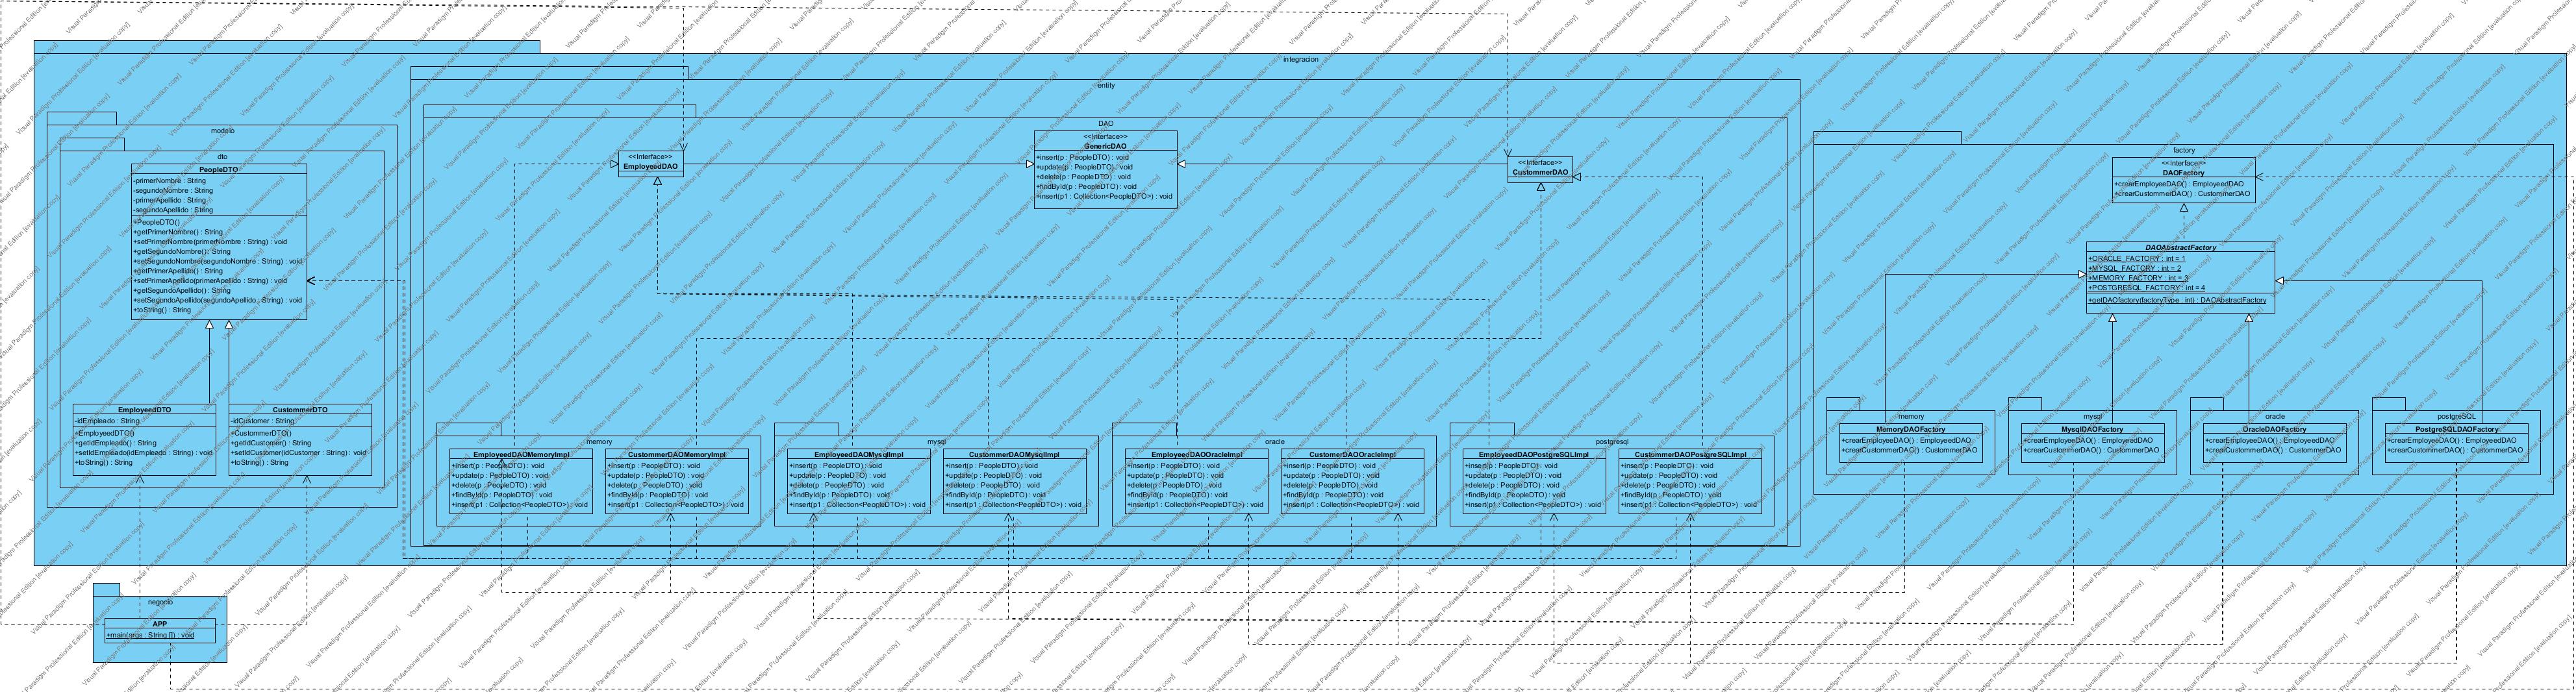 integracion
modelo
dto
PeopleDTO
-primerNombre : String
-segundoNombre : String
-primerApellido : String
-segundoApellido : String
+PeopleDTO()
+getPrimerNombre() : String
+setPrimerNombre(primerNombre : String) : void
+getSegundoNombre() : String
+setSegundoNombre(segundoNombre : String) : void
+getPrimerApellido() : String
+setPrimerApellido(primerApellido : String) : void
+getSegundoApellido() : String
+setSegundoApellido(segundoApellido : String) : void
+toString() : String
EmployeedDTO
-idEmpleado : String
+EmployeedDTO()
+getIdEmpleado() : String
+setIdEmpleado(idEmpleado : String) : void
+toString() : String
CustommerDTO
-idCustomer : String
+CustommerDTO()
+getIdCustomer() : String
+setIdCustomer(idCustomer : String) : void
+toString() : String
entity
DAO
<<Interface>>
EmployeedDAO
<<Interface>>
GenericDAO
+insert(p : PeopleDTO) : void
+update(p : PeopleDTO) : void
+delete(p : PeopleDTO) : void
+findById(p : PeopleDTO) : void
+insert(p1 : Collection<PeopleDTO>) : void
<<Interface>>
CustommerDAO
memory
EmployeedDAOMemoryImpl
+insert(p : PeopleDTO) : void
+update(p : PeopleDTO) : void
+delete(p : PeopleDTO) : void
+findById(p : PeopleDTO) : void
+insert(p1 : Collection<PeopleDTO>) : void
CustommerDAOMemoryImpl
+insert(p : PeopleDTO) : void
+update(p : PeopleDTO) : void
+delete(p : PeopleDTO) : void
+findById(p : PeopleDTO) : void
+insert(p1 : Collection<PeopleDTO>) : void
mysql
EmployeedDAOMysqlImpl
+insert(p : PeopleDTO) : void
+update(p : PeopleDTO) : void
+delete(p : PeopleDTO) : void
+findById(p : PeopleDTO) : void
+insert(p1 : Collection<PeopleDTO>) : void
CustommerDAOMysqlImpl
+insert(p : PeopleDTO) : void
+update(p : PeopleDTO) : void
+delete(p : PeopleDTO) : void
+findById(p : PeopleDTO) : void
+insert(p1 : Collection<PeopleDTO>) : void
oracle
EmployeedDAOOracleImpl
+insert(p : PeopleDTO) : void
+update(p : PeopleDTO) : void
+delete(p : PeopleDTO) : void
+findById(p : PeopleDTO) : void
+insert(p1 : Collection<PeopleDTO>) : void
CustomerDAOOracleImpl
+insert(p : PeopleDTO) : void
+update(p : PeopleDTO) : void
+delete(p : PeopleDTO) : void
+findById(p : PeopleDTO) : void
+insert(p1 : Collection<PeopleDTO>) : void
postgresql
EmployeedDAOPostgreSQLImpl
+insert(p : PeopleDTO) : void
+update(p : PeopleDTO) : void
+delete(p : PeopleDTO) : void
+findById(p : PeopleDTO) : void
+insert(p1 : Collection<PeopleDTO>) : void
CustommerDAOPostgreSQLImpl
+insert(p : PeopleDTO) : void
+update(p : PeopleDTO) : void
+delete(p : PeopleDTO) : void
+findById(p : PeopleDTO) : void
+insert(p1 : Collection<PeopleDTO>) : void
factory
<<Interface>>
DAOFactory
+crearEmployeeDAO() : EmployeedDAO
+crearCustommerDAO() : CustommerDAO
DAOAbstractFactory
+ORACLE_FACTORY : int = 1
+MYSQL_FACTORY : int = 2
+MEMORY_FACTORY : int = 3
+POSTGRESQL_FACTORY : int = 4
+getDAOfactory(factoryType : int) : DAOAbstractFactory
memory
MemoryDAOFactory
+crearEmployeeDAO() : EmployeedDAO
+crearCustommerDAO() : CustommerDAO
mysql
MysqlDAOFactory
+crearEmployeeDAO() : EmployeedDAO
+crearCustommerDAO() : CustommerDAO
oracle
OracleDAOFactory
+crearEmployeeDAO() : EmployeedDAO
+crearCustommerDAO() : CustommerDAO
postgreSQL
PostgreSQLDAOFactory
+crearEmployeeDAO() : EmployeedDAO
+crearCustommerDAO() : CustommerDAO
negocio
APP
+main(args : String []) : void
Visual Paradigm Professional Edition [evaluation copy]